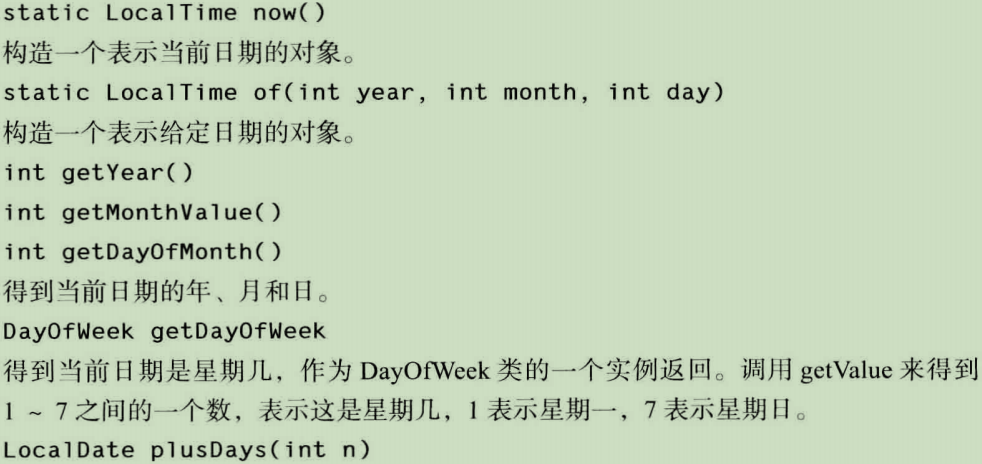 static LocalTime now()
构造一个表示当前日期的对象。
static LocalTime of(int year, int month, int day)
构造一个表示给定日期的对象。
int getYear()
int getMonthValue()
int getDayOfMonth()
得到当前日期的年、月和日。
DayOfWeek getDayOfWeek
得到当前日期是星期几，作为 DayOfWeek 类的一个实例返回。调用 getValue 来得到
1 ~ 7 之间的一个数，表示这是星期几，1 表示星期一，7 表示星期日。
LocalDate plusDays(int n)